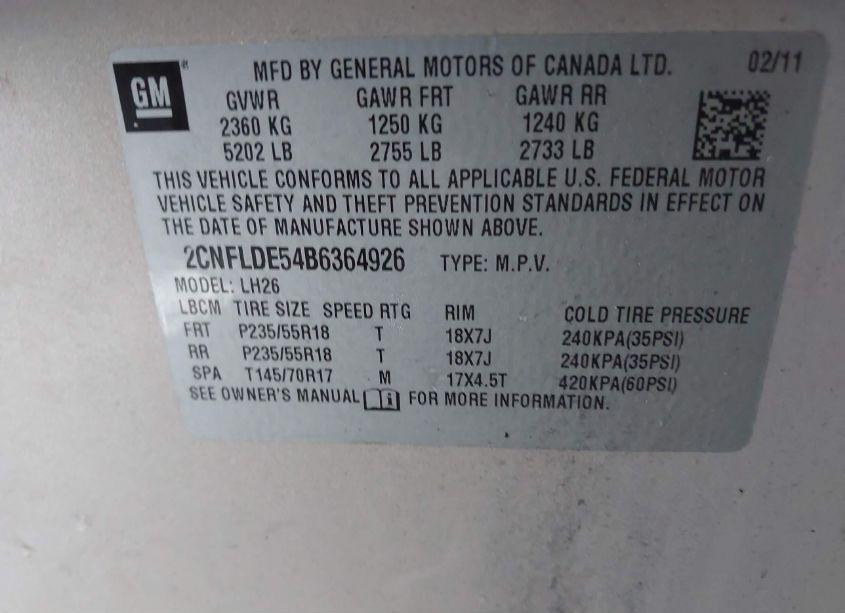 GM MFD BY GENERAL MOTORS OF CANADA LTD. 02/11
GVWR GAWR FRT GAWR RR
2360 KG 1250 KG 1240 KG
5202 LB 2755 LB 2733 LB
THIS VEHICLE CONFORMS TO ALL APPLICABLE U.S. FEDERAL MOTOR
VEHICLE SAFETY AND THEFT PREVENTION STANDARDS IN EFFECT ON
THE DATE OF MANUFACTURE SHOWN ABOVE.
2CNFLDE54B6364926 TYPE: M.P.V.
MODEL: LH26
LBCM TIRE SIZE SPEED RTG RIM COLD TIRE PRESSURE
FRT P235/55R18 T 18X7J 240KPA(35PSI)
RR P235/55R18 T 18X7J 240KPA(35PSI)
SPA T145/70R17 M 17X4.5T 420KPA(60PSI)
SEE OWNER'S MANUAL FOR MORE INFORMATION.